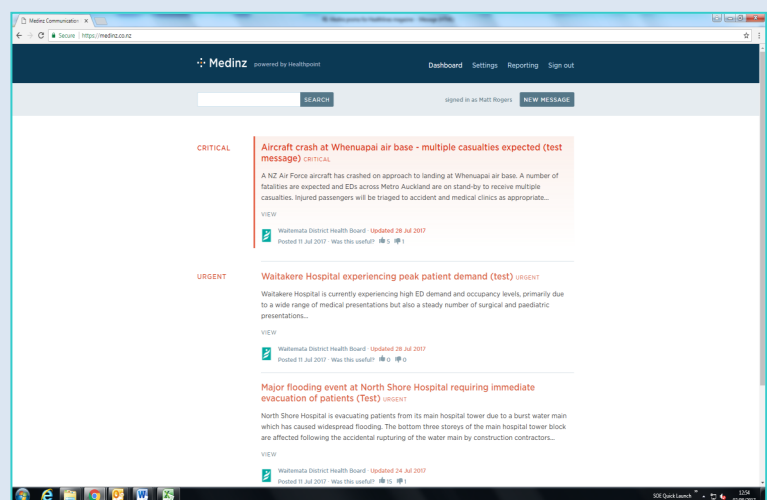 Medinz Communication
Secure https://medinz.co.nz
Medinz powered by Healthpoint
Dashboard Settings Reporting Sign out
SEARCH
signed in as Matt Rogers
NEW MESSAGE
CRITICAL
Aircraft crash at Whenuapai air base - multiple casualties expected (test
message) CRITICAL
A NZ Air Force aircraft has crashed on approach to landing at Whenuapai air base. A number of
fatalities are expected and EDs across Metro Auckland are on stand-by to receive multiple
casualties. Injured passengers will be triaged to accident and medical clinics as appropriate...
VIEW
Waitemata District Health Board · Updated 28 Jul 2017
Posted 11 Jul 2017 · Was this useful? 5 1
URGENT
Waitakere Hospital experiencing peak patient demand (test) URGENT
Waitakere Hospital is currently experiencing high ED demand and occupancy levels, primarily due
to a wide range of medical presentations but also a steady number of surgical and paediatric
presentations...
VIEW
Waitemata District Health Board · Updated 28 Jul 2017
Posted 11 Jul 2017 · Was this useful? 0 0
Major flooding event at North Shore Hospital requiring immediate
evacuation of patients (Test) URGENT
North Shore Hospital is evacuating patients from its main hospital tower due to a burst water main
which has caused widespread flooding. The bottom three storeys of the main hospital tower block
are affected following the accidental rupturing of the water main by construction contractors...
VIEW
Waitemata District Health Board · Updated 24 Jul 2017
Posted 11 Jul 2017 · Was this useful? 15 1
SOE Quick Launch
12:54